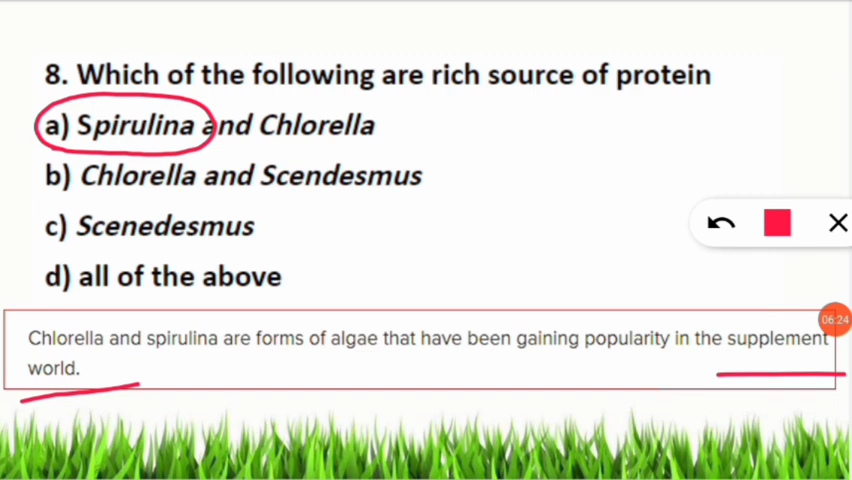 8. Which of the following are rich source of protein
a) Spirulina and Chlorella
b) Chlorella and Scendesmus
c) Scenedesmus
d) all of the above
06:24
Chlorella and spirulina are forms of algae that have been gaining popularity in the supplement
world.